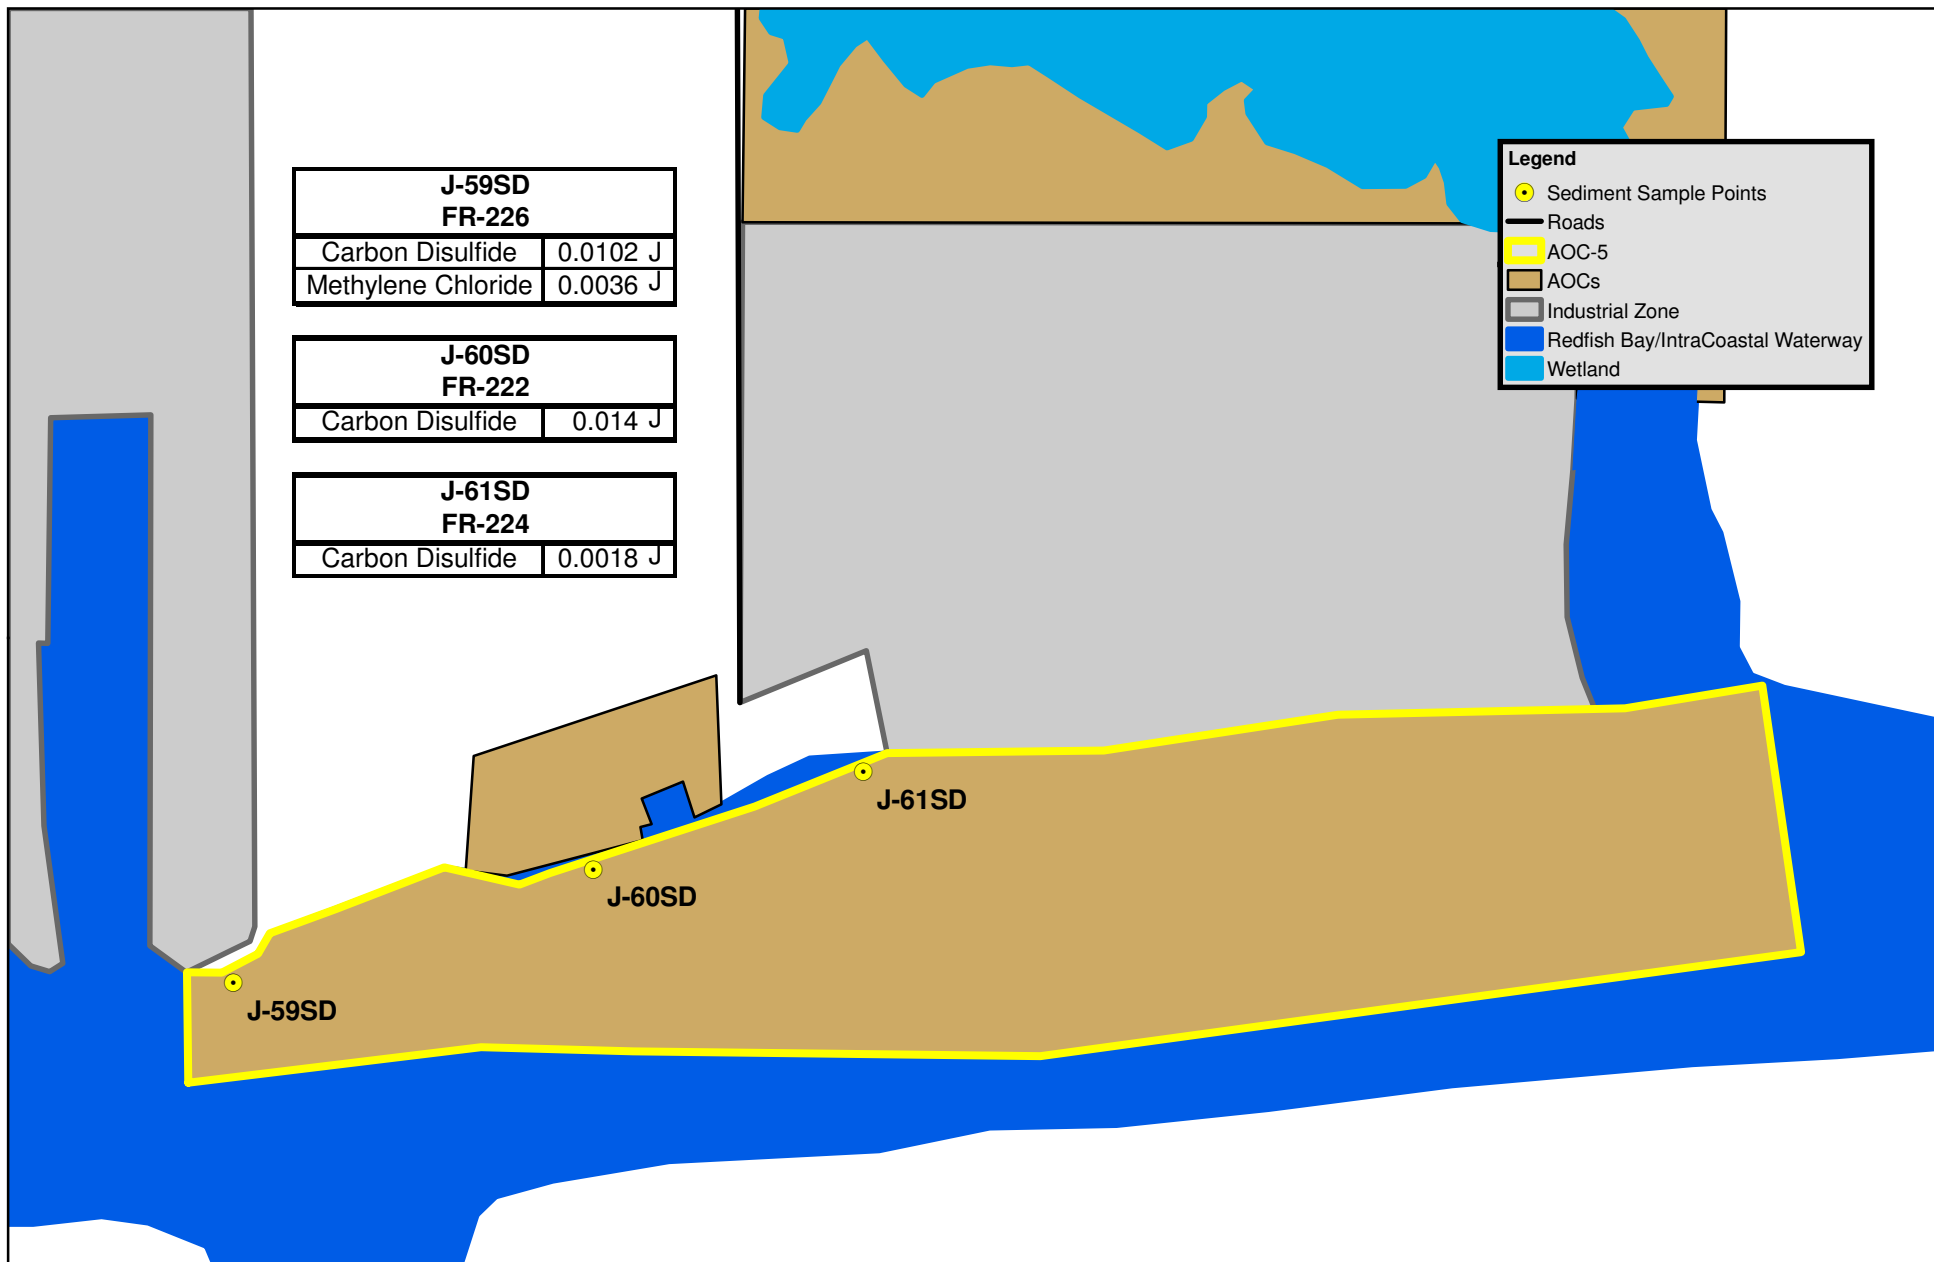 J-59SD
FR-226
Carbon Disulfide 0.0102 J
Methylene Chloride 0.0036 J
J-60SD
FR-222
Carbon Disulfide 0.014 J
J-61SD
FR-224
Carbon Disulfide 0.0018 J
Legend
Sediment Sample Points
Roads
AOC-5
AOCs
Industrial Zone
Redfish Bay/IntraCoastal Waterway
Wetland
J-61SD
J-60SD
J-59SD